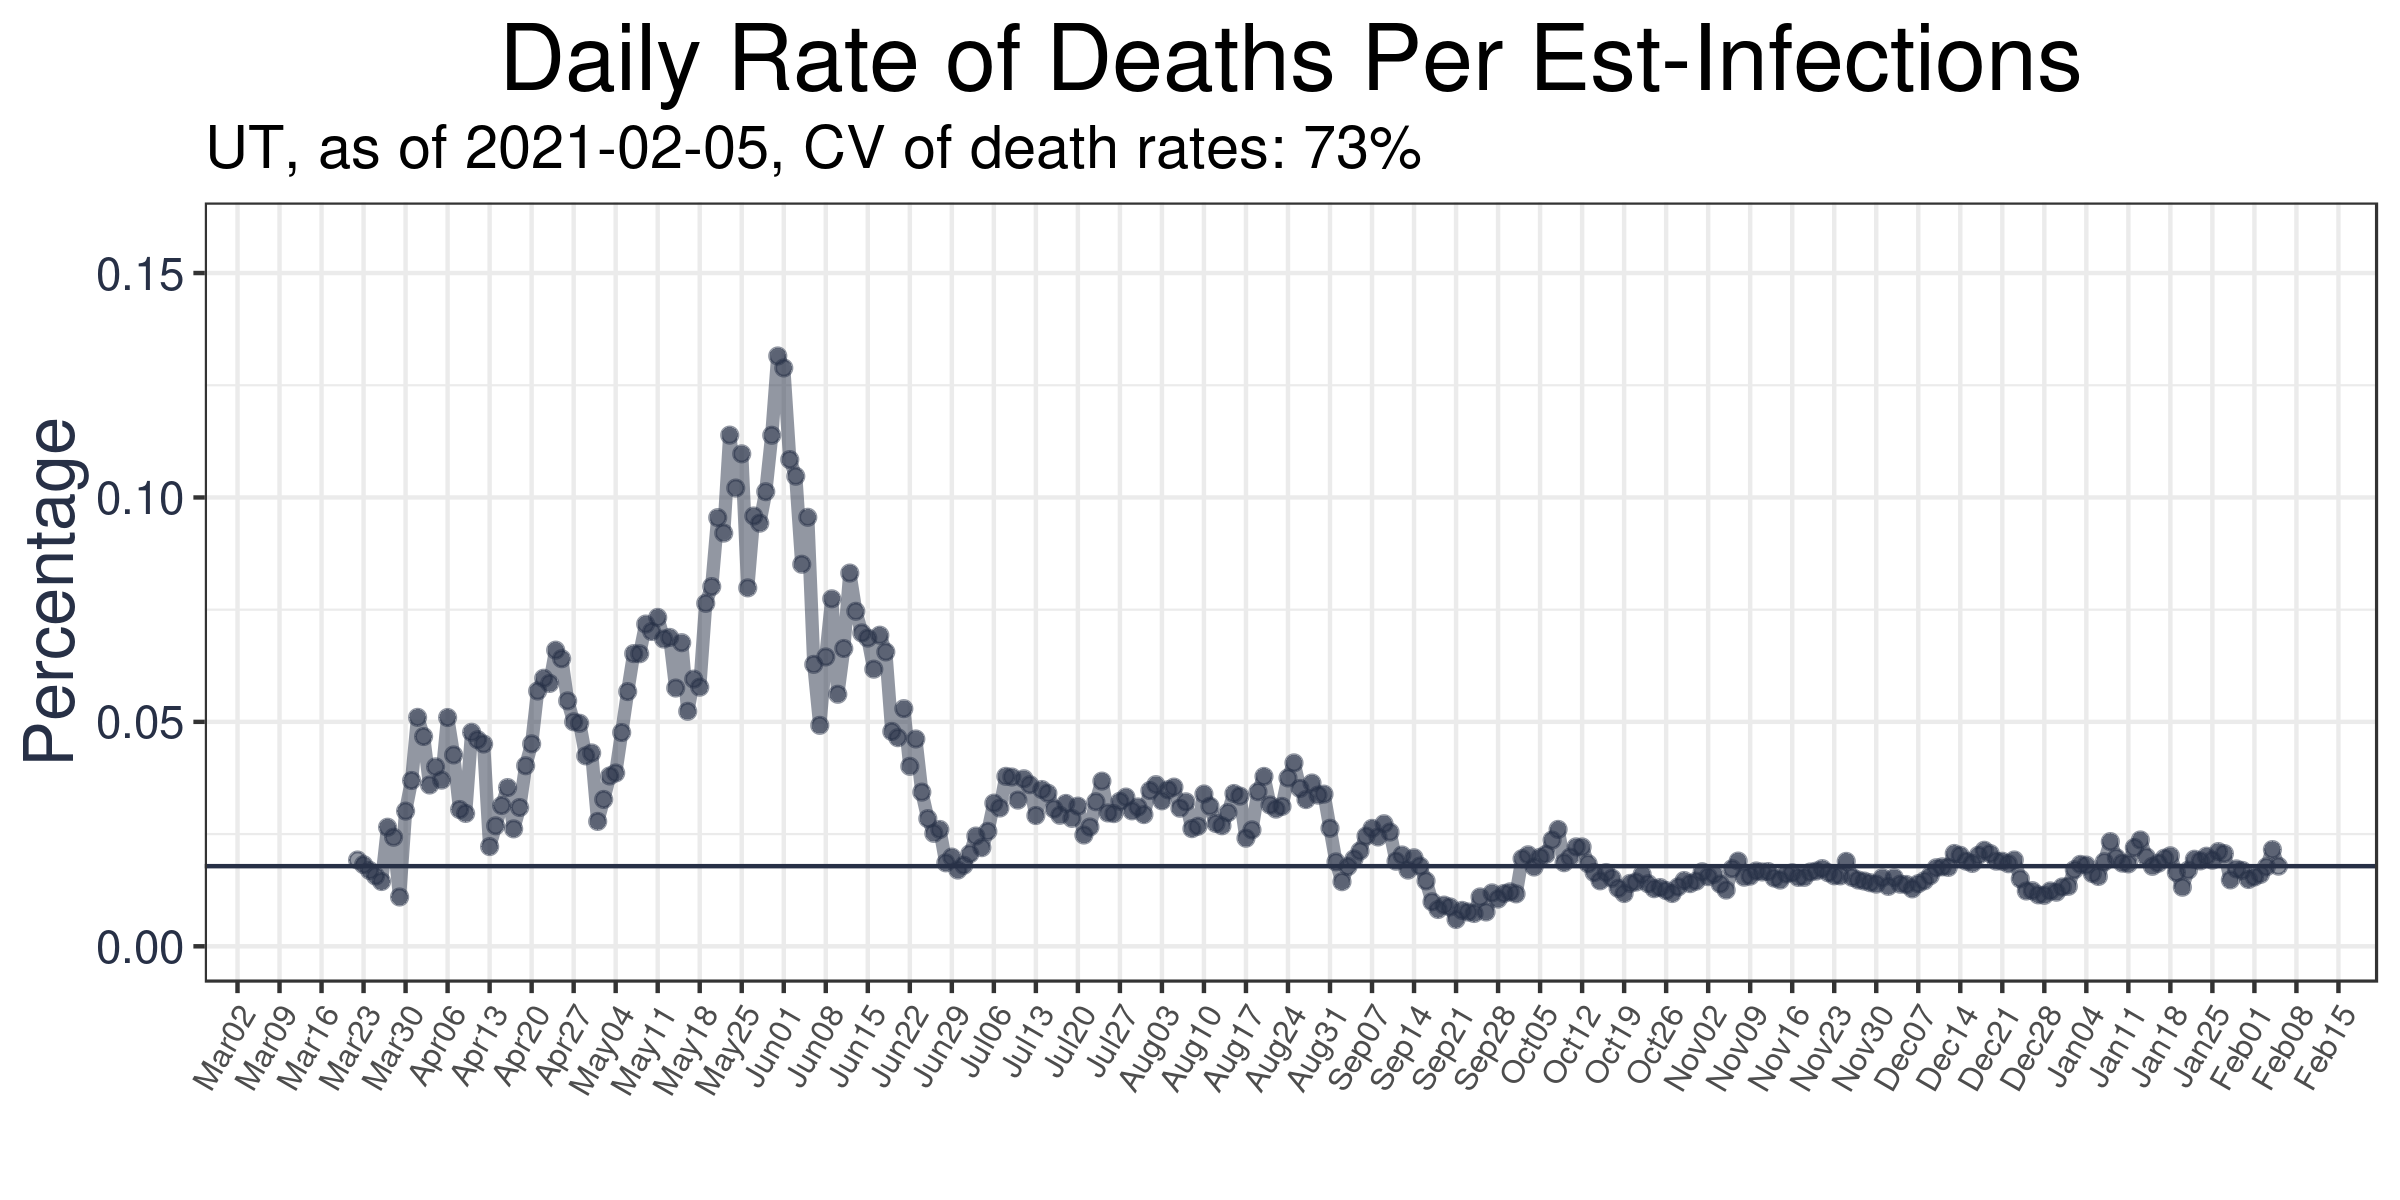 Daily Rate of Deaths Per Est-Infections
UT, as of 2021-02-05, CV of death rates: 73%
Percentage
0.15
0.10
0.05
0.00
Mar02
Mar09
Mar16
Mar23
Mar30
Apr06
Apr13
Apr20
Apr27
May04
May11
May18
May25
Jun01
Jun08
Jun15
Jun22
Jun29
Jul06
Jul13
Jul20
Jul27
Aug03
Aug10
Aug17
Aug24
Aug31
Sep07
Sep14
Sep21
Sep28
Oct05
Oct12
Oct19
Oct26
Nov02
Nov09
Nov16
Nov23
Nov30
Dec07
Dec14
Dec21
Dec28
Jan04
Jan11
Jan18
Jan25
Feb01
Feb08
Feb15